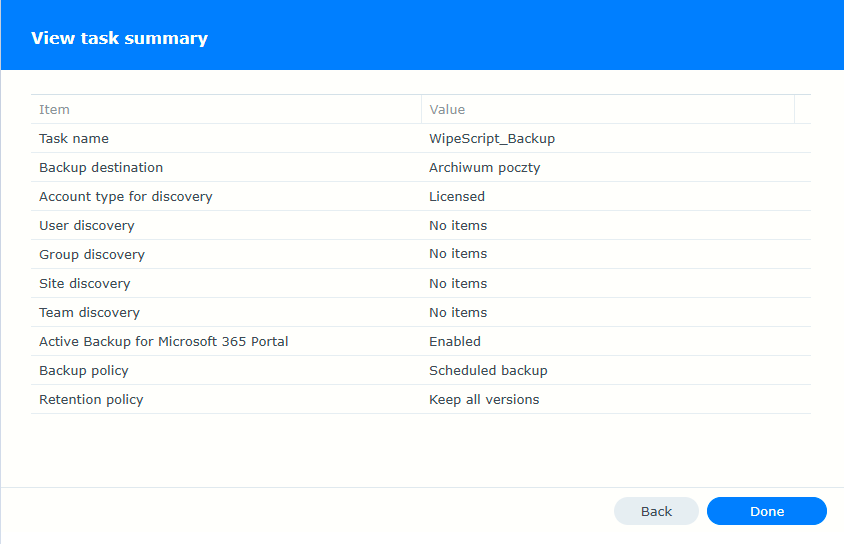 View task summary
Item Value
Task name WipeScript_Backup
Backup destination Archiwum poczty
Account type for discovery Licensed
User discovery No items
Group discovery No items
Site discovery No items
Team discovery No items
Active Backup for Microsoft 365 Portal Enabled
Backup policy Scheduled backup
Retention policy Keep all versions
Back Done